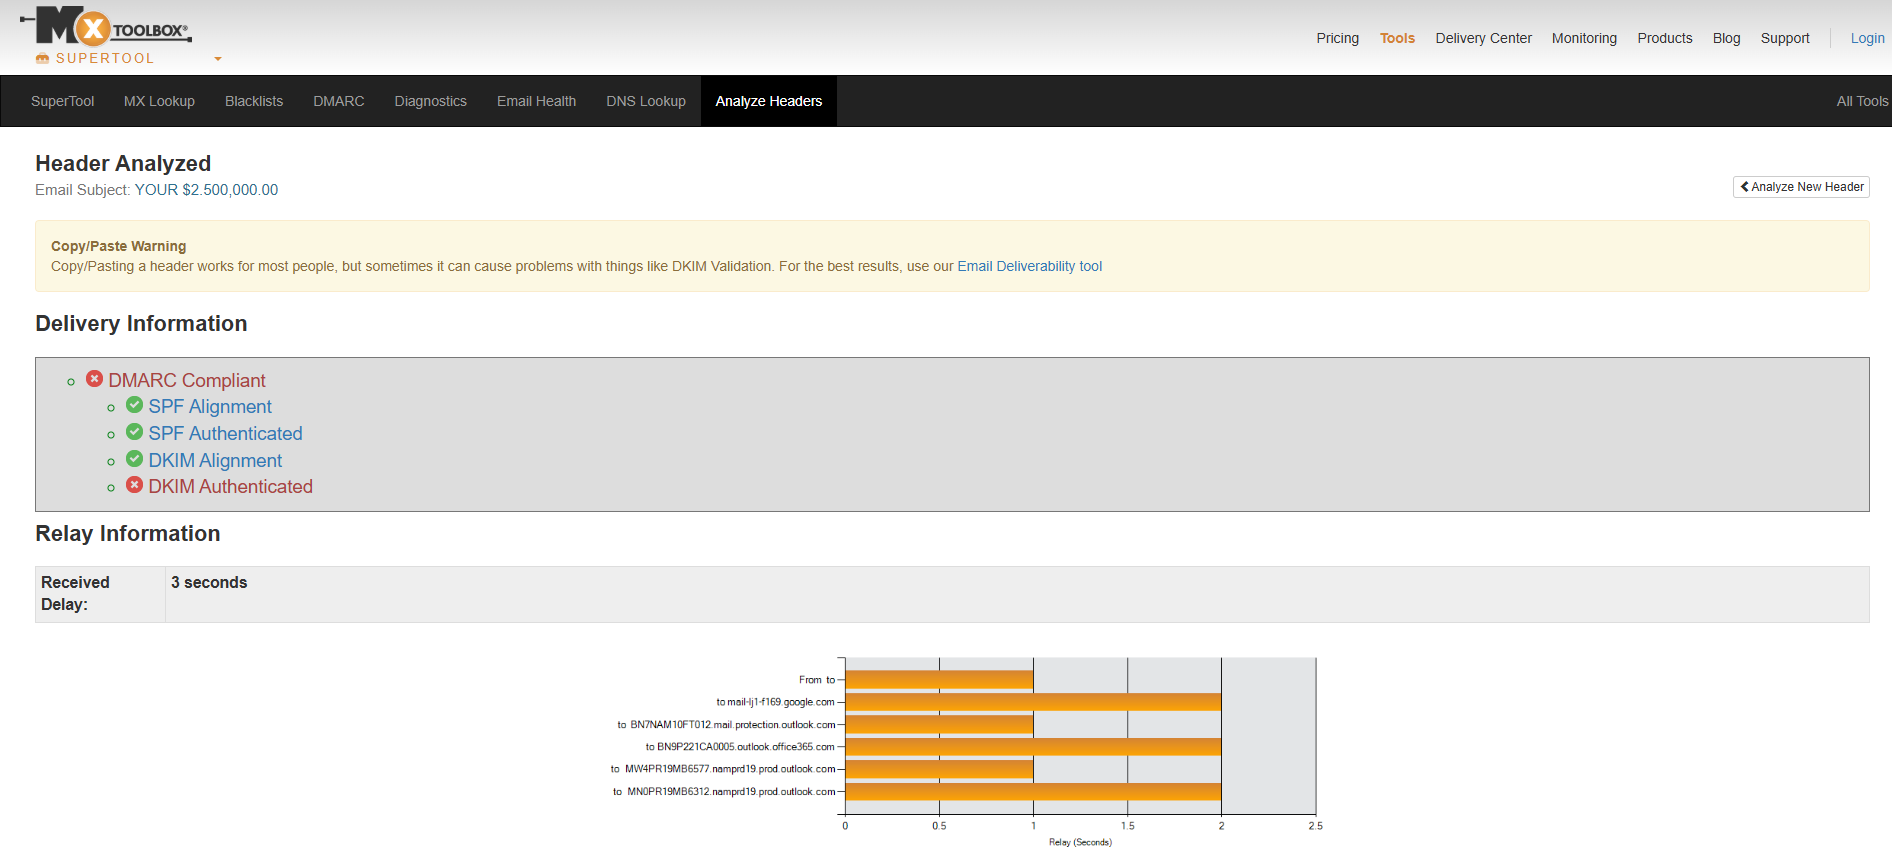 Mx TOOLBOX®
SUPERTOOL
Pricing Tools Delivery Center Monitoring Products Blog Support Login
SuperTool MX Lookup Blacklists DMARC Diagnostics Email Health DNS Lookup Analyze Headers All Tools
Header Analyzed
Email Subject: YOUR $2.500,000.00
Analyze New Header
Copy/Paste Warning
Copy/Pasting a header works for most people, but sometimes it can cause problems with things like DKIM Validation. For the best results, use our Email Deliverability tool
Delivery Information
DMARC Compliant
SPF Alignment
SPF Authenticated
DKIM Alignment
DKIM Authenticated
Relay Information
Received Delay: 3 seconds
From to
to mail-lj1-f169.google.com
to BN7NAM10FT012.mail.protection.outlook.com
to BN9P221CA0005.outlook.office365.com
to MW4PR19MB6577.namprd19.prod.outlook.com
to MN0PR19MB6312.namprd19.prod.outlook.com
0 0.5 1 1.5 2 2.5
Relay (Seconds)